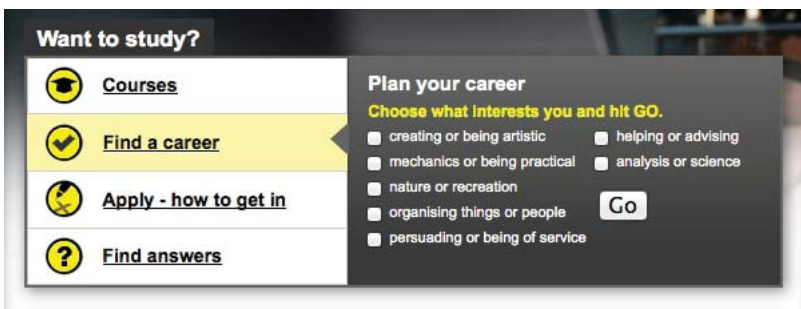 Want to study?
Courses
Find a career
Apply - how to get in
Find answers
Plan your career
Choose what interests you and hit GO.
creating or being artistic
mechanics or being practical
nature or recreation
organising things or people
persuading or being of service
helping or advising
analysis or science
Go